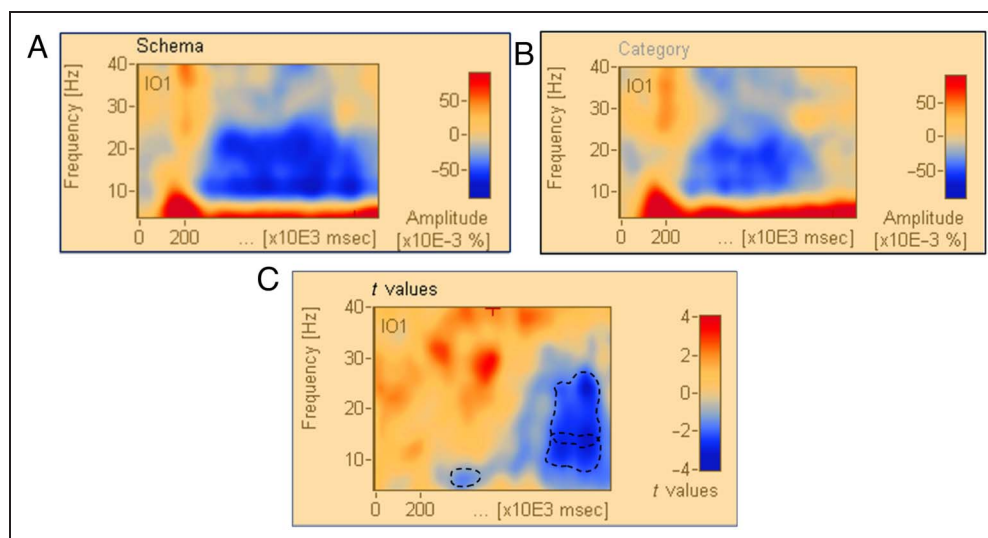 A
Schema
Frequency [Hz]
40
30
20
10
IO1
0
200
... [x10E3 msec]
50
0
−50
Amplitude
[x10E−3 %]
B
Category
Frequency [Hz]
40
30
20
10
IO1
0
200
... [x10E3 msec]
50
0
−50
Amplitude
[x10E−3 %]
C
t values
Frequency [Hz]
40
30
20
10
IO1
0
200
... [x10E3 msec]
4
2
0
−2
−4
t values